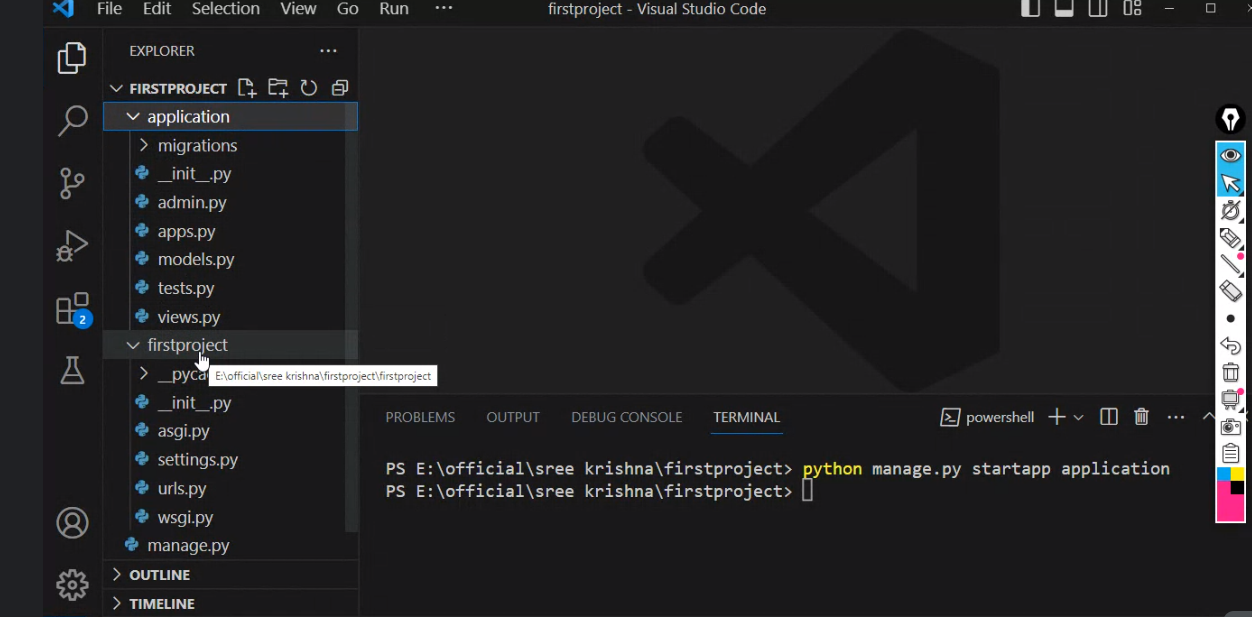 File Edit Selection View Go Run ···
firstproject - Visual Studio Code
EXPLORER
FIRSTPROJECT
application
migrations
__init__.py
admin.py
apps.py
models.py
tests.py
views.py
firstproject
__pyca
E:\official\sree krishna\firstproject\firstproject
__init__.py
asgi.py
settings.py
urls.py
wsgi.py
manage.py
OUTLINE
TIMELINE
2
PROBLEMS OUTPUT DEBUG CONSOLE TERMINAL
powershell
PS E:\official\sree krishna\firstproject> python manage.py startapp application
PS E:\official\sree krishna\firstproject>